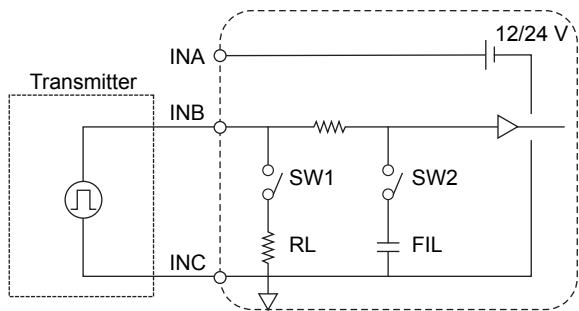 12/24 V
INA
Transmitter
INB
SW1
SW2
RL
FIL
INC